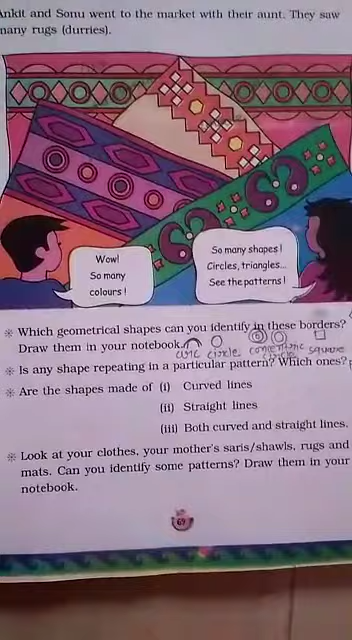 Ankit and Sonu went to the market with their aunt. They saw
many rugs (durries).
Wow!
So many
colours !
So many shapes !
Circles, triangles...
See the patterns !
✻ Which geometrical shapes can you identify in these borders?
Draw them in your notebook.
arc circle concentric circle square
✻ Is any shape repeating in a particular pattern? Which ones?
✻ Are the shapes made of (i) Curved lines
(ii) Straight lines
(iii) Both curved and straight lines.
✻ Look at your clothes, your mother's saris/shawls, rugs and
mats. Can you identify some patterns? Draw them in your
notebook.
69